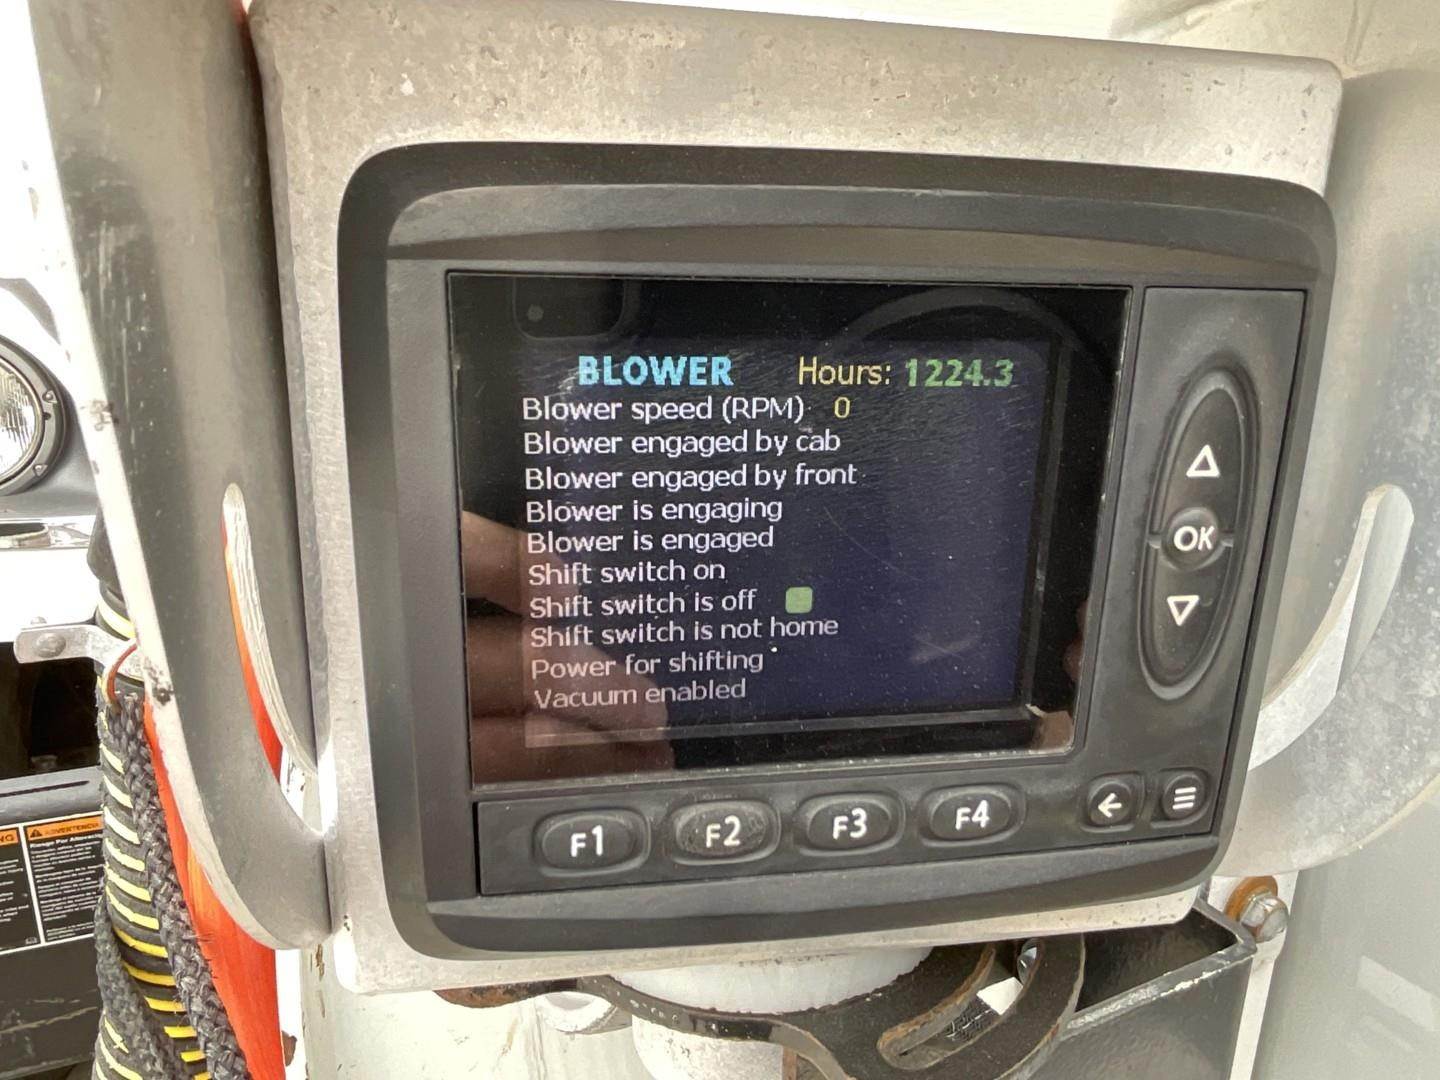 BLOWER Hours: 1224.3
Blower speed (RPM) 0
Blower engaged by cab
Blower engaged by front
Blower is engaging
Blower is engaged
Shift switch on
Shift switch is off
Shift switch is not home
Power for shifting
Vacuum enabled
OK
F1 F2 F3 F4
NG
ADVERTENCIA